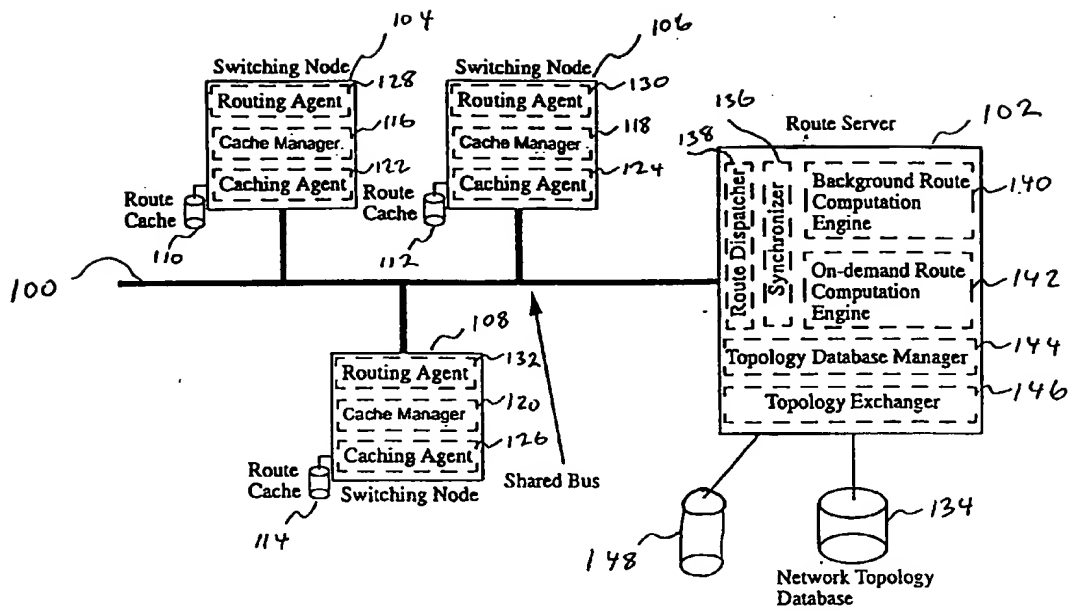 104
106
Switching Node
128
Routing Agent
116
Cache Manager
122
Caching Agent
Route
Cache
110
Switching Node
130
Routing Agent
118
Cache Manager
124
Caching Agent
Route
Cache
112
136
Route Server
102
138
Route Dispatcher
Synchronizer
Background Route
Computation
Engine
140
On-demand Route
Computation
Engine
142
144
Topology Database Manager
146
Topology Exchanger
100
108
132
Routing Agent
120
Cache Manager
126
Caching Agent
Route
Cache
Switching Node
114
Shared Bus
148
134
Network Topology
Database